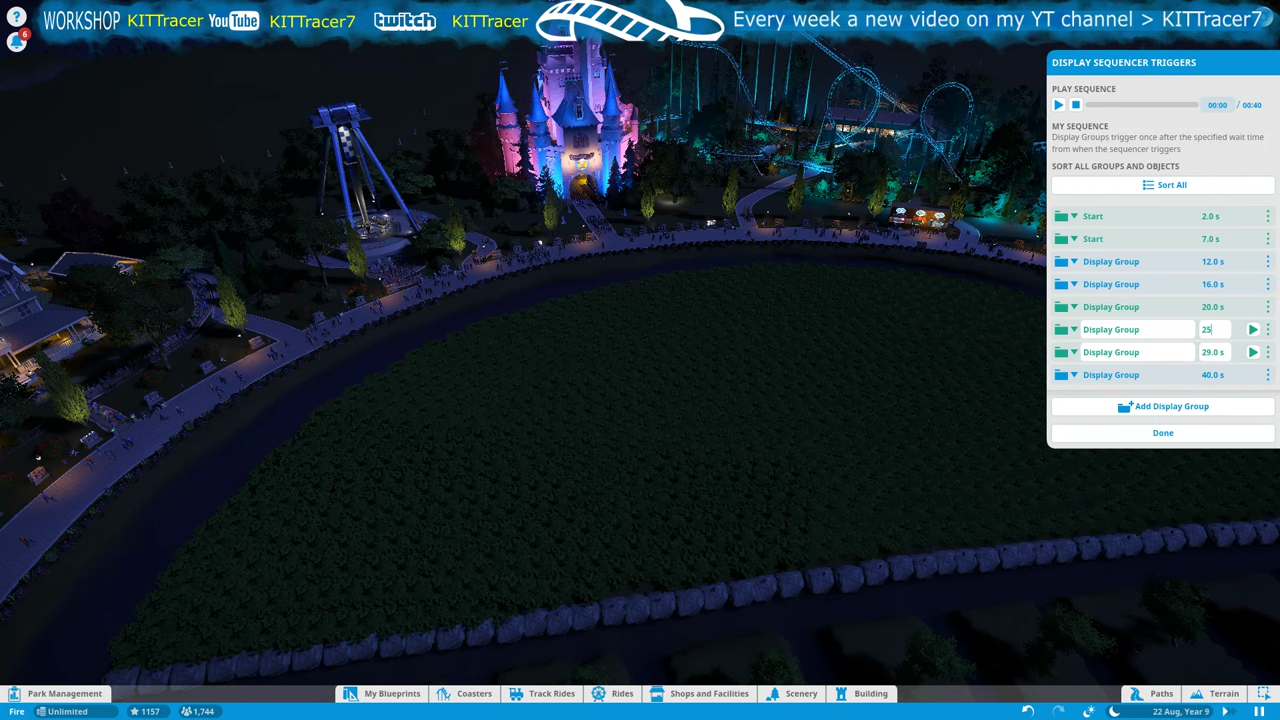 WORKSHOP KITTracer YouTube KITTracer7 twitch KITTracer Every week a new video on my YT channel > KITTracer7
?
6
DISPLAY SEQUENCER TRIGGERS
PLAY SEQUENCE
00:00 / 00:40
MY SEQUENCE
Display Groups trigger once after the specified wait time
from when the sequencer triggers
SORT ALL GROUPS AND OBJECTS
Sort All
Start 2.0 s
Start 7.0 s
Display Group 12.0 s
Display Group 16.0 s
Display Group 20.0 s
Display Group 25
Display Group 29.0 s
Display Group 40.0 s
Add Display Group
Done
Park Management My Blueprints Coasters Track Rides Rides Shops and Facilities Scenery Building Paths Terrain
Fire Unlimited 1157 1,744 22 Aug, Year 9